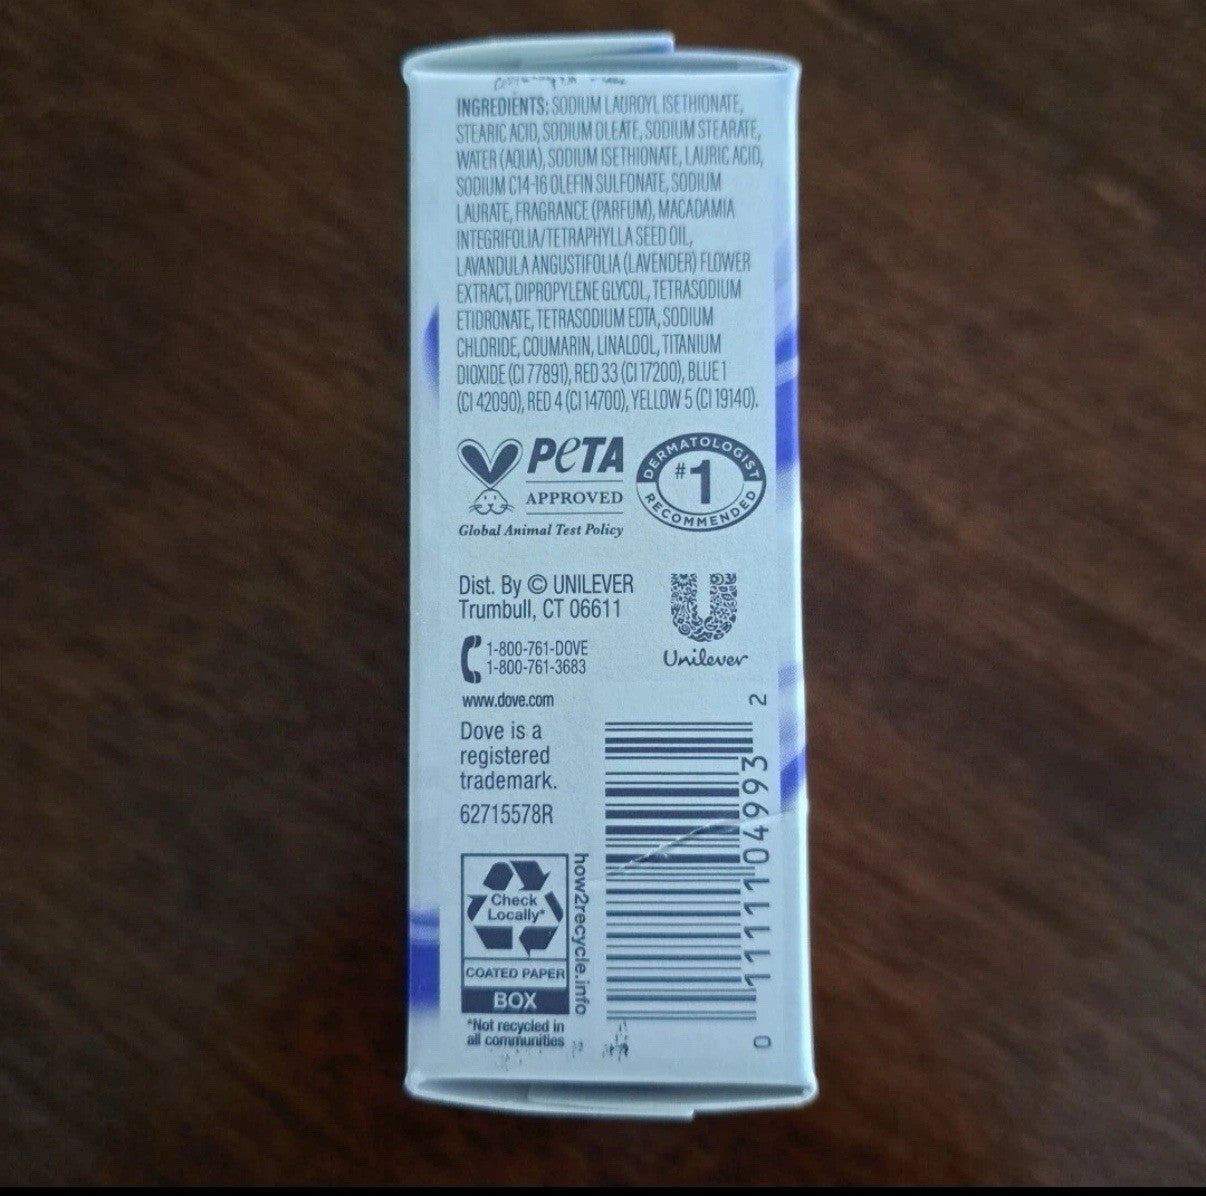 INGREDIENTS: SODIUM LAUROYL ISETHIONATE,
STEARIC ACID, SODIUM OLEATE, SODIUM STEARATE,
WATER (AQUA), SODIUM ISETHIONATE, LAURIC ACID,
SODIUM C14-16 OLEFIN SULFONATE, SODIUM
LAURATE, FRAGRANCE (PARFUM), MACADAMIA
INTEGRIFOLIA/TETRAPHYLLA SEED OIL,
LAVANDULA ANGUSTIFOLIA (LAVENDER) FLOWER
EXTRACT, DIPROPYLENE GLYCOL, TETRASODIUM
ETIDRONATE, TETRASODIUM EDTA, SODIUM
CHLORIDE, COUMARIN, LINALOOL, TITANIUM
DIOXIDE (CI 77891), RED 33 (CI 17200), BLUE 1
(CI 42090), RED 4 (CI 14700), YELLOW 5 (CI 19140).
PETA
APPROVED
Global Animal Test Policy
DERMATOLOGIST
#1
RECOMMENDED
Dist. By © UNILEVER
Trumbull, CT 06611
Unilever
1-800-761-DOVE
1-800-761-3683
www.dove.com
Dove is a
registered
trademark.
62715578R
Check
Locally*
COATED PAPER
BOX
how2recycle.info
*Not recycled in
all communities
0 11111 04993 2